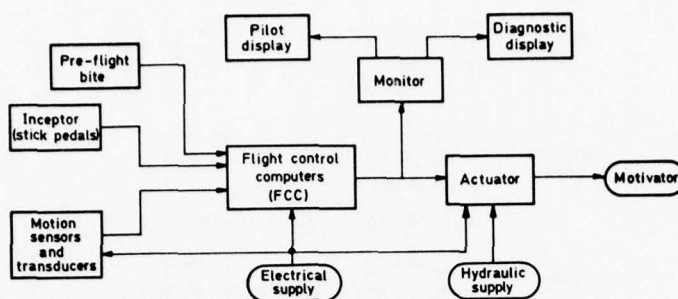 Pilot
display
Diagnostic
display
Pre-flight
bite
Monitor
Inceptor
(stick pedals)
Flight control
computers
(FCC)
Actuator
Motivator
Motion
sensors
and
transducers
Electrical
supply
Hydraulic
supply